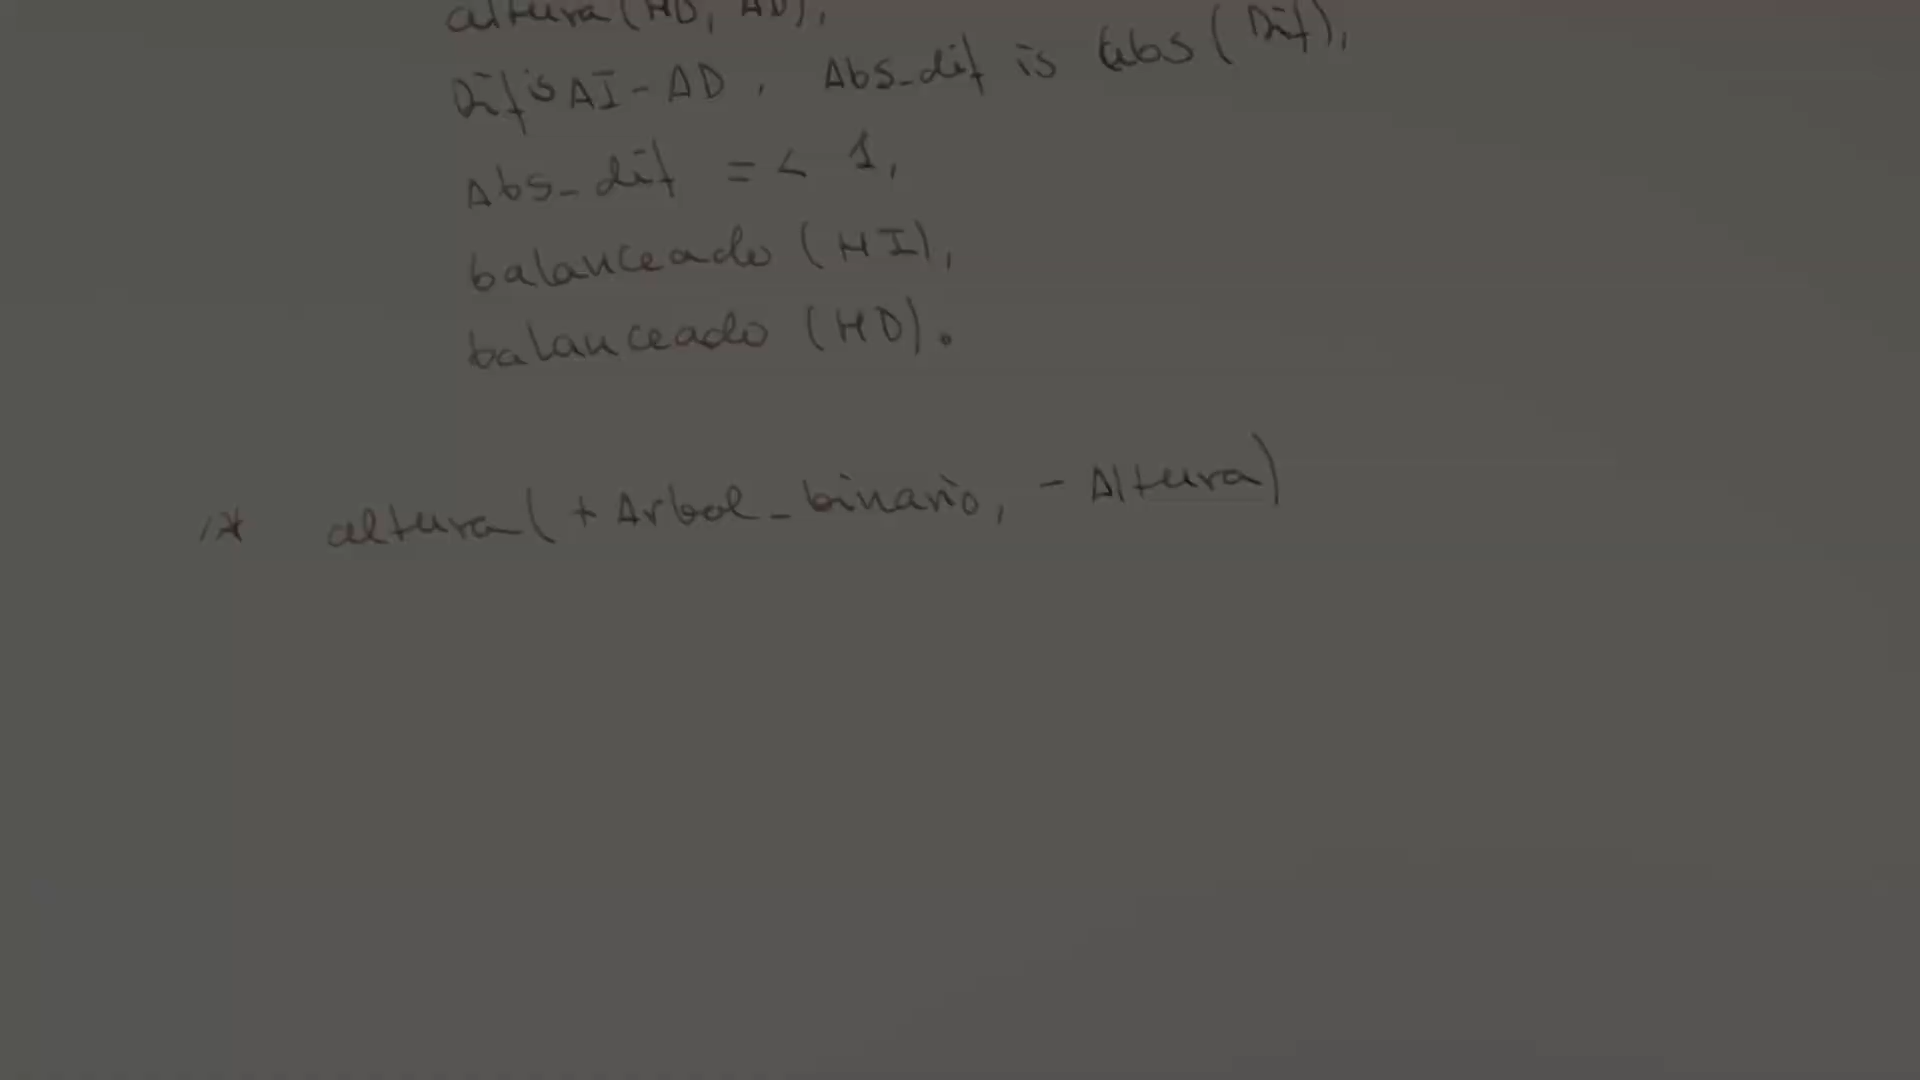 altura(HD, AD),
Dif is AI - AD, Abs_dif is abs(Dif),
Abs_dif =< 1,
balanceado (HI),
balanceado (HD).
/* altura(+Arbol_binario, -Altura)